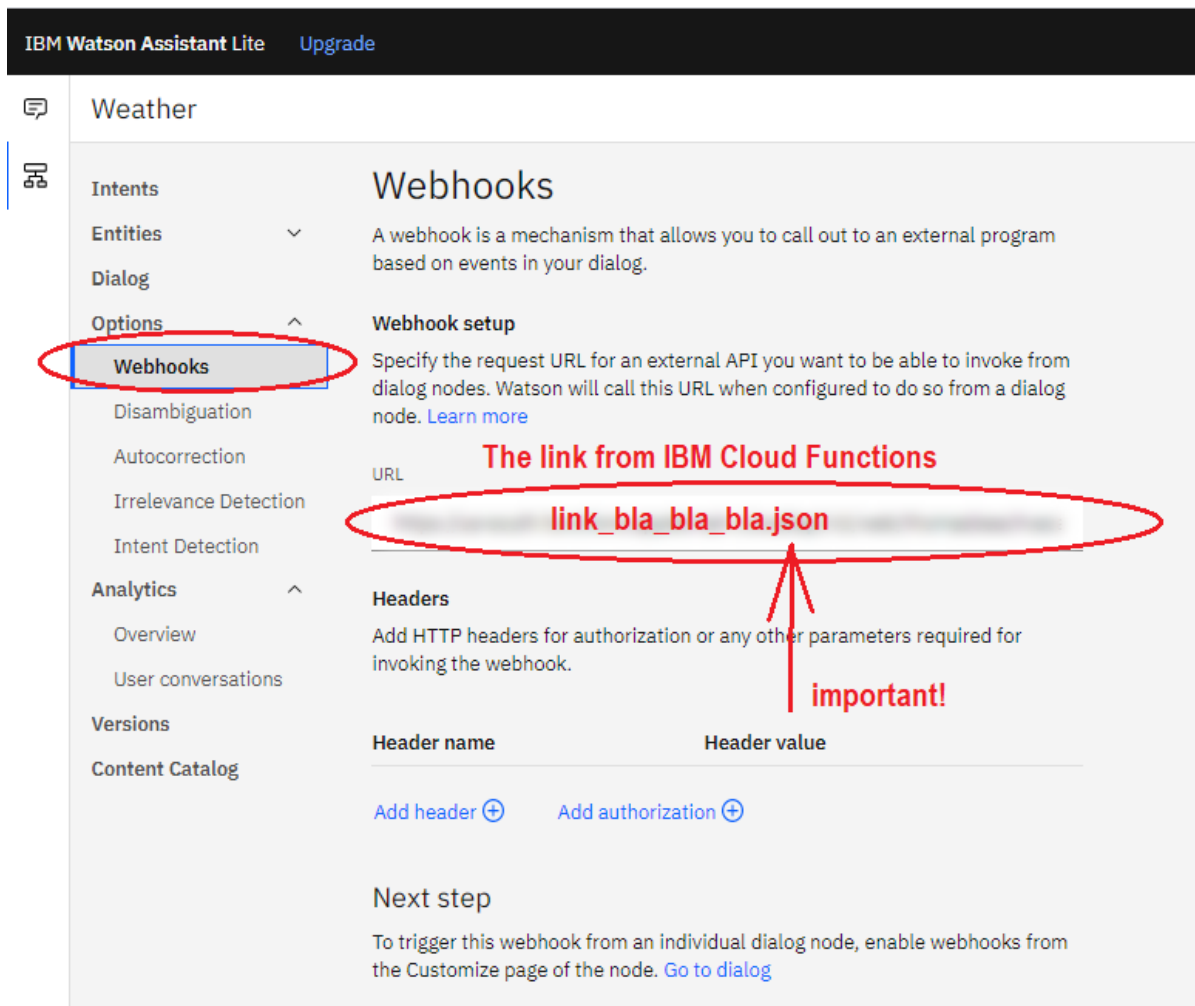 IBM Watson Assistant Lite Upgrade
Weather
Intents
Entities
Dialog
Options
Webhooks
Disambiguation
Autocorrection
Irrelevance Detection
Intent Detection
Analytics
Overview
User conversations
Versions
Content Catalog
Webhooks
A webhook is a mechanism that allows you to call out to an external program
based on events in your dialog.
Webhook setup
Specify the request URL for an external API you want to be able to invoke from
dialog nodes. Watson will call this URL when configured to do so from a dialog
node. Learn more
The link from IBM Cloud Functions
URL
link_bla_bla_bla.json
Headers
Add HTTP headers for authorization or any other parameters required for
invoking the webhook.
important!
Header name Header value
Add header Add authorization
Next step
To trigger this webhook from an individual dialog node, enable webhooks from
the Customize page of the node. Go to dialog